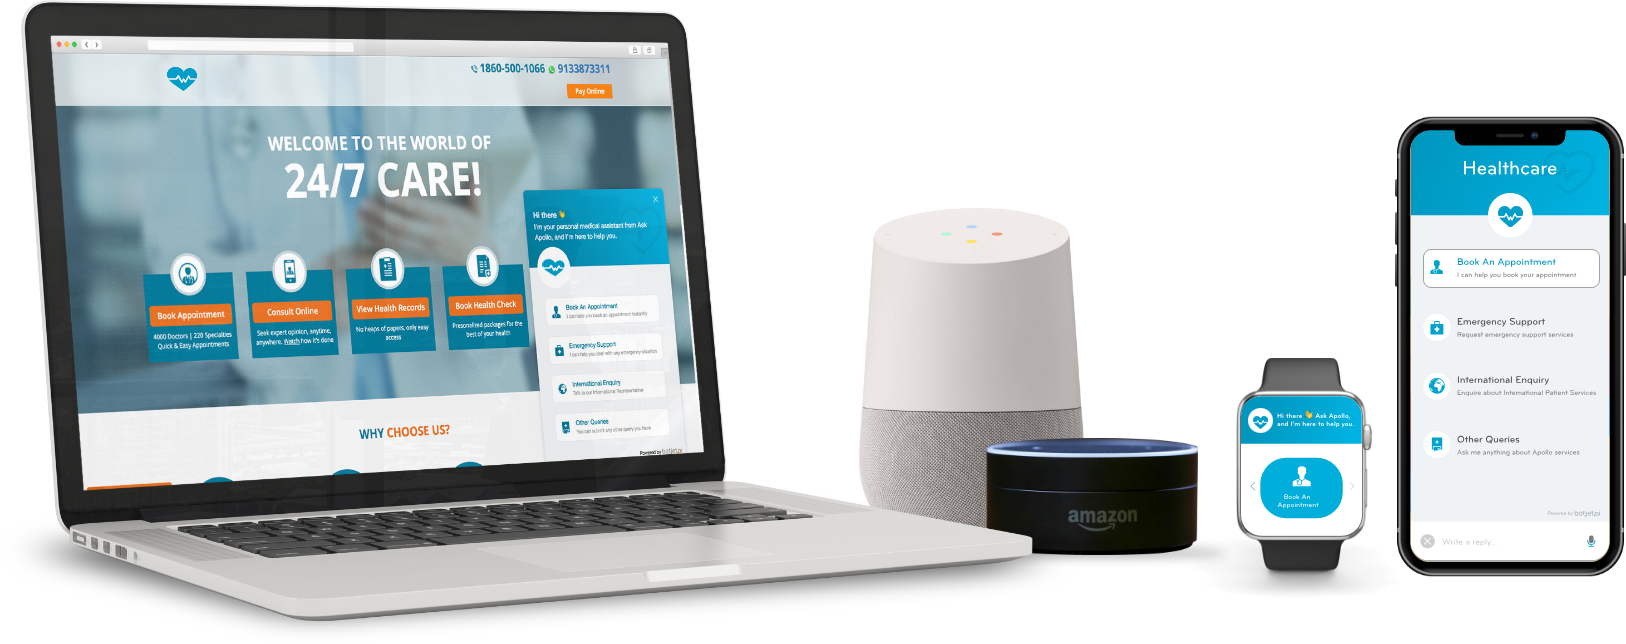 1860-500-1066 9133873311
Pay Online
WELCOME TO THE WORLD OF
24/7 CARE!
Book Appointment
4000 Doctors | 220 Specialties
Quick & Easy Appointments
Consult Online
Seek expert opinion, anytime,
anywhere. Watch how it's done
View Health Records
No heaps of papers, only easy
access
Book Health Check
Personalized packages for the
best of your health
WHY CHOOSE US?
X
Hi there 👋
I'm your personal medical assistant from Ask
Apollo, and I'm here to help you.
Book An Appointment
I can help you book an appointment instantly
Emergency Support
I can help you deal with any emergency situation
International Enquiry
Talk to our International Representative
Other Queries
You can submit any other query you have
Powered by botjet.ai
amazon
Hi there 👋 Ask Apollo,
and I'm here to help you.
Book An
Appointment
Healthcare
Book An Appointment
I can help you book your appointment
Emergency Support
Request emergency support services
International Enquiry
Enquire about International Patient Services
Other Queries
Ask me anything about Apollo services
Powered by botjet.ai
Write a reply...